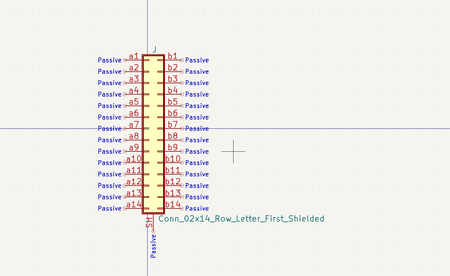 J
Passive a1 b1 Passive
Passive a2 b2 Passive
Passive a3 b3 Passive
Passive a4 b4 Passive
Passive a5 b5 Passive
Passive a6 b6 Passive
Passive a7 b7 Passive
Passive a8 b8 Passive
Passive a9 b9 Passive
Passive a10 b10 Passive
Passive a11 b11 Passive
Passive a12 b12 Passive
Passive a13 b13 Passive
Passive a14 b14 Passive
SH
Conn_02x14_Row_Letter_First_Shielded
Passive